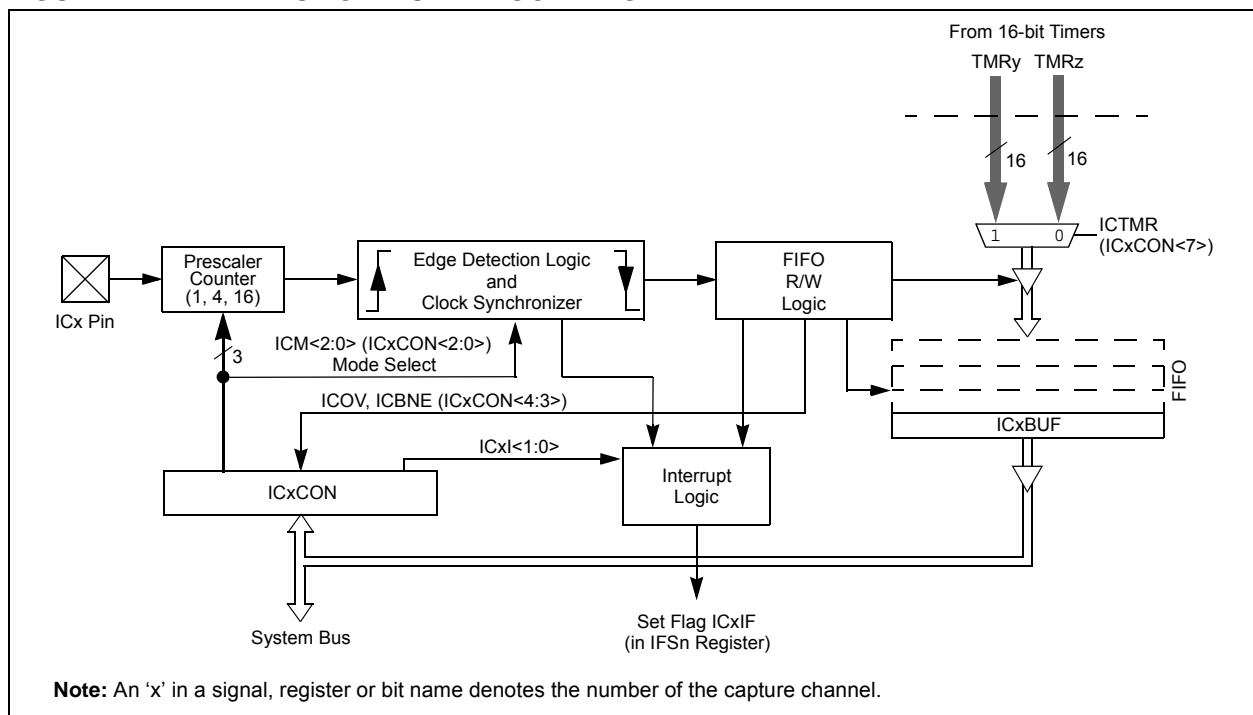 From 16-bit Timers
TMRy TMRz
16 16
1 0
ICTMR
(ICxCON<7>)
ICx Pin
Prescaler
Counter
(1, 4, 16)
Edge Detection Logic
and
Clock Synchronizer
FIFO
R/W
Logic
3
ICM<2:0> (ICxCON<2:0>)
Mode Select
ICOV, ICBNE (ICxCON<4:3>)
FIFO
ICxBUF
ICxI<1:0>
ICxCON
Interrupt
Logic
System Bus
Set Flag ICxIF
(in IFSn Register)
Note: An ‘x’ in a signal, register or bit name denotes the number of the capture channel.